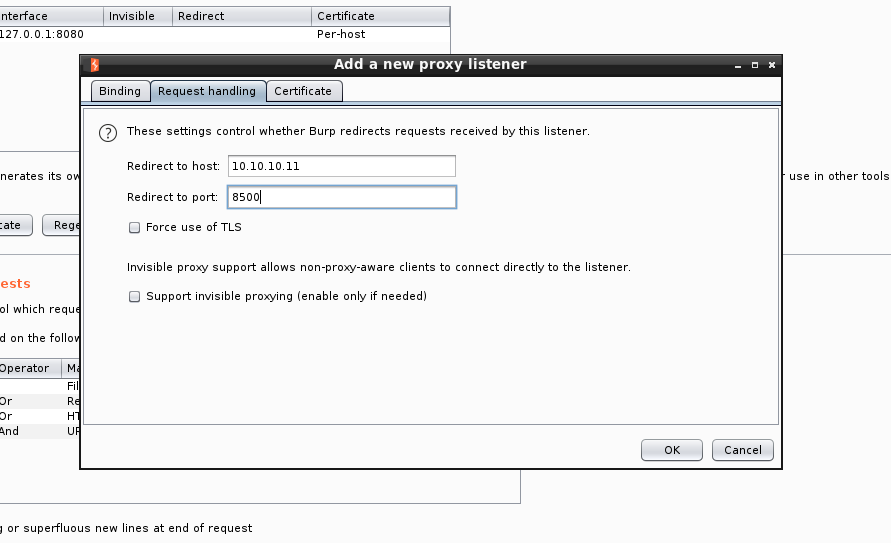 nterface Invisible Redirect Certificate
127.0.0.1:8080 Per-host
Add a new proxy listener
Binding Request handling Certificate
These settings control whether Burp redirects requests received by this listener.
Redirect to host: 10.10.10.11
nerates its ow
r use in other tools
Redirect to port: 8500
cate Rege
Force use of TLS
Invisible proxy support allows non-proxy-aware clients to connect directly to the listener.
ests
Support invisible proxying (enable only if needed)
ol which reque
d on the follow
Operator Ma
Fil
Or Re
Or HT
And UR
OK Cancel
g or superfluous new lines at end of request